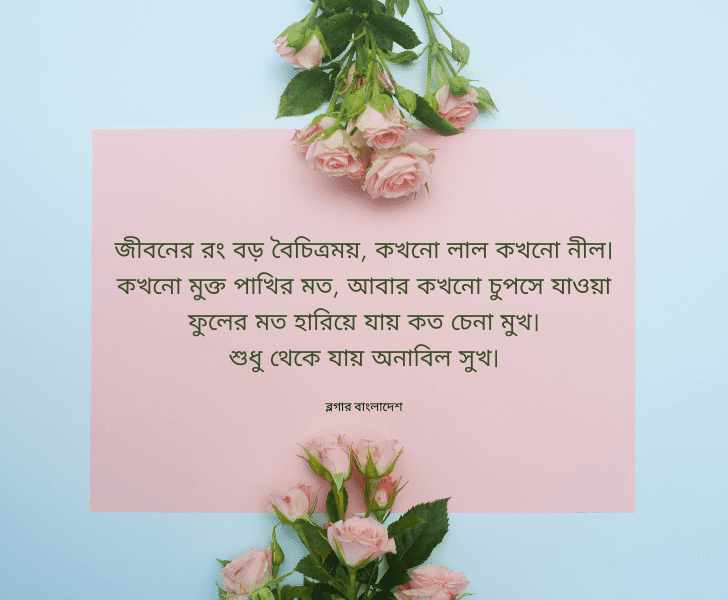 জীবনের রং বড় বৈচিত্রময়, কখনো লাল কখনো নীল।
কখনো মুক্ত পাখির মত, আবার কখনো চুপসে যাওয়া
ফুলের মত হারিয়ে যায় কত চেনা মুখ।
শুধু থেকে যায় অনাবিল সুখ।
ব্লগার বাংলাদেশ